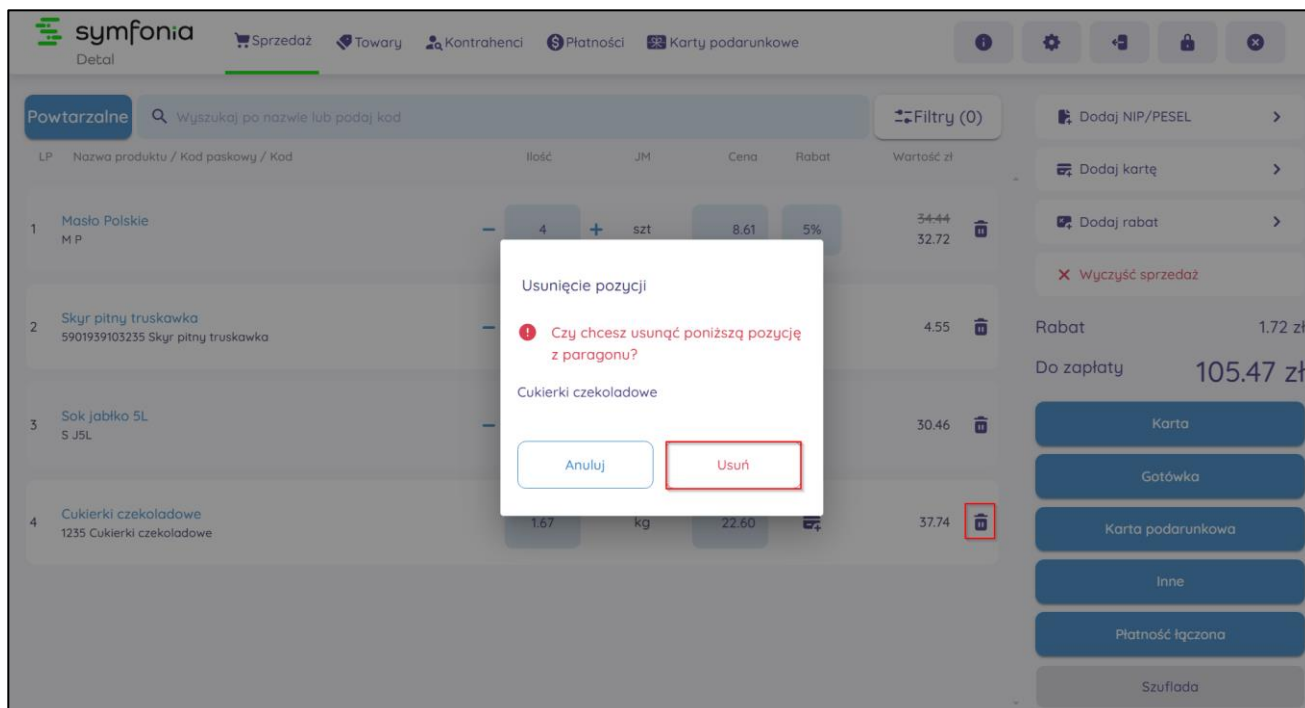 symfonia
Detal
Sprzedaż Towary Kontrahenci Płatności Karty podarunkowe
Powtarzalne Wyszukaj po nazwie lub podaj kod Filtry (0)
LP Nazwa produktu / Kod paskowy / Kod Ilość JM Cena Rabat Wartość zł
1 Masło Polskie 4 szt 8.61 5% 34.44
M P 32.72
2 Skyr pitny truskawka 4.55
5901939103235 Skyr pitny truskawka
3 Sok jabłko 5L 30.46
S J5L
4 Cukierki czekoladowe 1.67 kg 22.60 37.74
1235 Cukierki czekoladowe
Usunięcie pozycji
Czy chcesz usunąć poniższą pozycję
z paragonu?
Cukierki czekoladowe
Anuluj Usuń
Dodaj NIP/PESEL
Dodaj kartę
Dodaj rabat
Wyczyść sprzedaż
Rabat 1.72 zł
Do zapłaty 105.47 zł
Karta
Gotówka
Karta podarunkowa
Inne
Płatność łączona
Szuflada